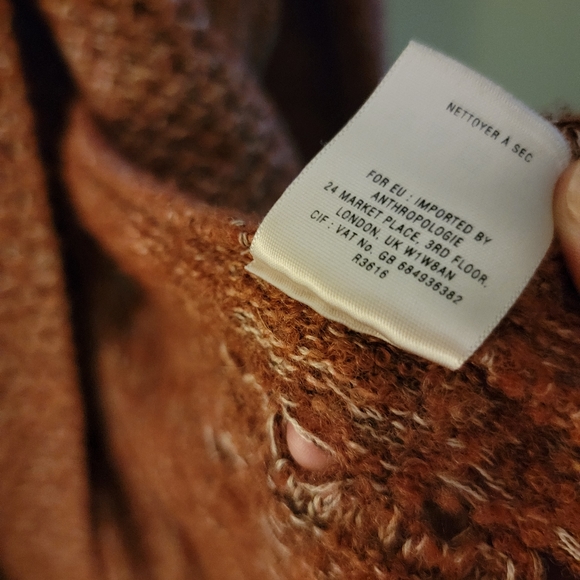 NETTOYER A SEC
FOR EU : IMPORTED BY
ANTHROPOLOGIE
24 MARKET PLACE, 3RD FLOOR,
LONDON, UK W1W8AN
CIF : VAT No. GB 684936382
R3616